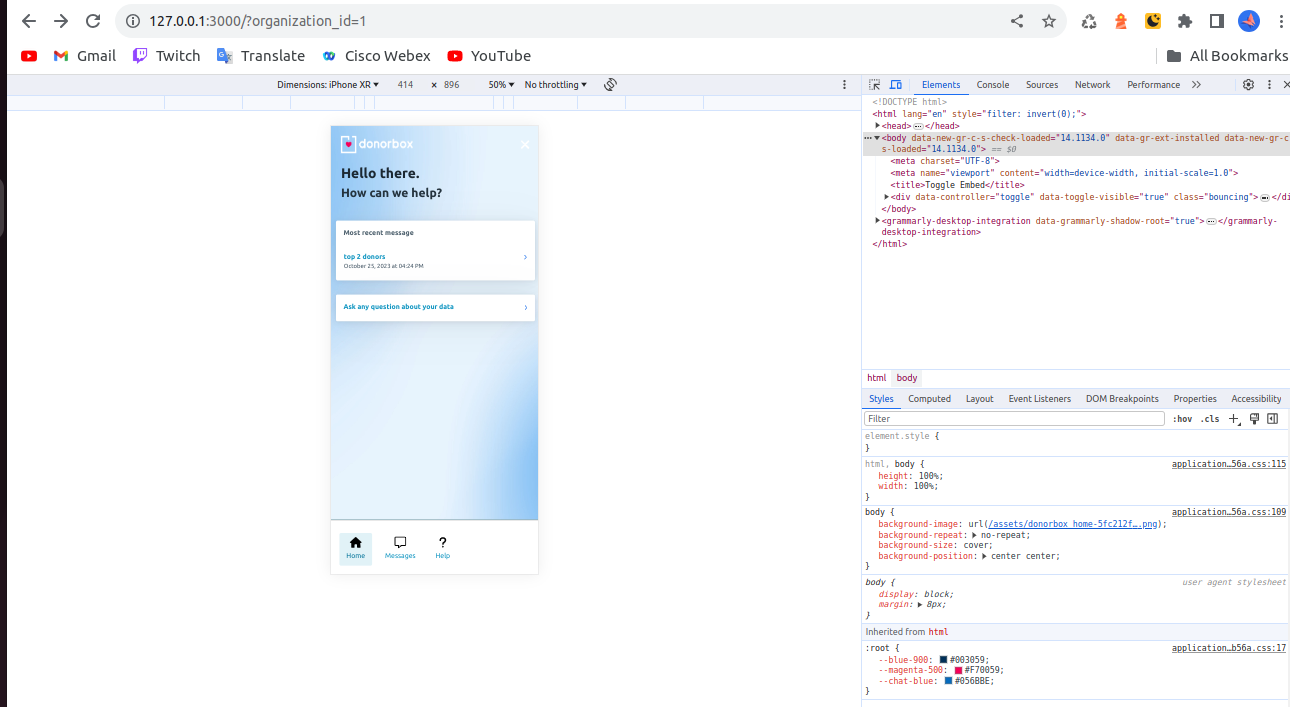 127.0.0.1:3000/?organization_id=1
Gmail Twitch Translate Cisco Webex YouTube All Bookmarks
Dimensions: iPhone XR ▾ 414 × 896 50% ▾ No throttling ▾
donorbox ×
Hello there.
How can we help?
Most recent message
top 2 donors
October 25, 2023 at 04:24 PM
Ask any question about your data
Home Messages Help
Elements Console Sources Network Performance »
<!DOCTYPE html>
<html lang="en" style="filter: invert(0);">
▶<head>…</head>
…▼<body data-new-gr-c-s-check-loaded="14.1134.0" data-gr-ext-installed data-new-gr-c
s-loaded="14.1134.0"> == $0
<meta charset="UTF-8">
<meta name="viewport" content="width=device-width, initial-scale=1.0">
<title>Toggle Embed</title>
▶<div data-controller="toggle" data-toggle-visible="true" class="bouncing">…</di
</body>
▶<grammarly-desktop-integration data-grammarly-shadow-root="true">…</grammarly-
desktop-integration>
</html>
html body
Styles Computed Layout Event Listeners DOM Breakpoints Properties Accessibility
Filter :hov .cls +
element.style {
}
html, body { application…56a.css:115
height: 100%;
width: 100%;
}
body { application…56a.css:109
background-image: url(/assets/donorbox_home-5fc212f….png);
background-repeat: ▶ no-repeat;
background-size: cover;
background-position: ▶ center center;
}
body { user agent stylesheet
display: block;
margin: ▶ 8px;
}
Inherited from html
:root { application…b56a.css:17
--blue-900: #003059;
--magenta-500: #F70059;
--chat-blue: #056BBE;
}